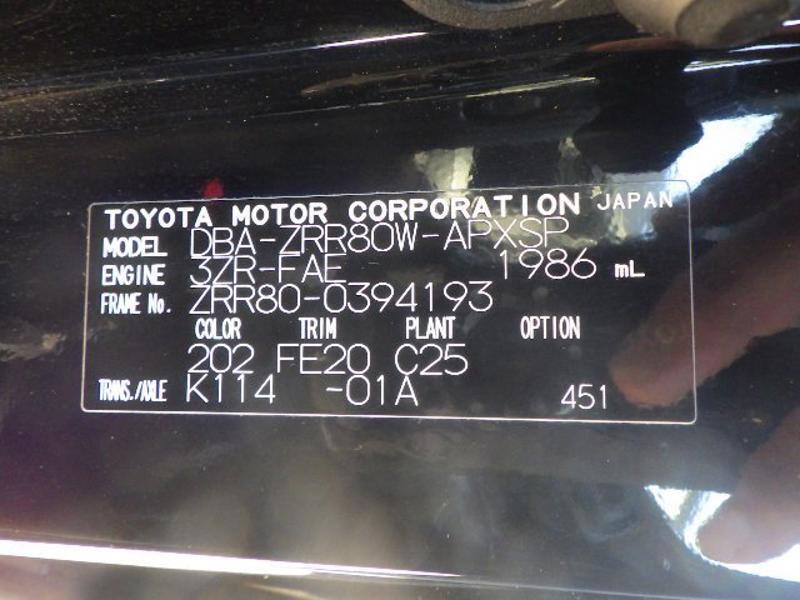 TOYOTA MOTOR CORPORATION JAPAN
MODEL DBA-ZRR80W-APXSP
ENGINE 3ZR-FAE 1986 mL
FRAME No. ZRR80-0394193
COLOR TRIM PLANT OPTION
202 FE20 C25
TRANS./AXLE K114 -01A 451